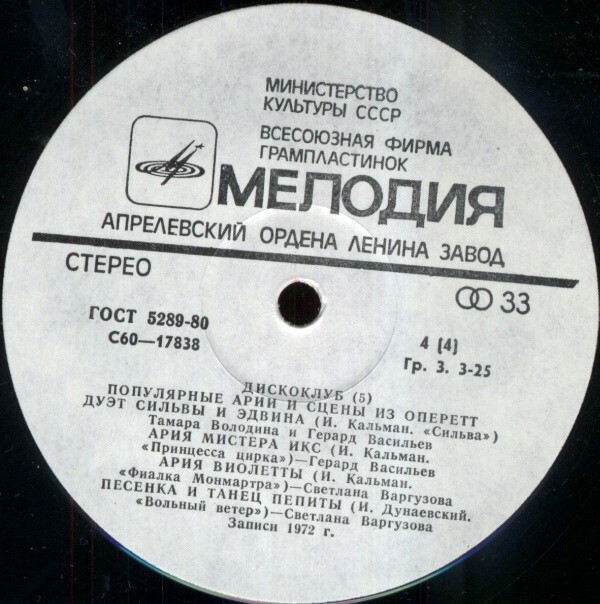 МИНИСТЕРСТВО
КУЛЬТУРЫ СССР
ВСЕСОЮЗНАЯ ФИРМА
ГРАМПЛАСТИНОК
МЕЛОДИЯ
АПРЕЛЕВСКИЙ ОРДЕНА ЛЕНИНА ЗАВОД
СТЕРЕО
33
ГОСТ 5289-80
С60—17838
4 (4)
Гр. 3. 3-25
ДИСКОКЛУБ (5)
ПОПУЛЯРНЫЕ АРИИ И СЦЕНЫ ИЗ ОПЕРЕТТ
ДУЭТ СИЛЬВЫ И ЭДВИНА (И. Кальман. «Сильва»)
Тамара Володина и Герард Васильев
АРИЯ МИСТЕРА ИКС (И. Кальман.
«Принцесса цирка»)—Герард Васильев
АРИЯ ВИОЛЕТТЫ (И. Кальман.
«Фиалка Монмартра»)—Светлана Варгузова
ПЕСЕНКА И ТАНЕЦ ПЕПИТЫ (И. Дунаевский.
«Вольный ветер»)—Светлана Варгузова
Записи 1972 г.